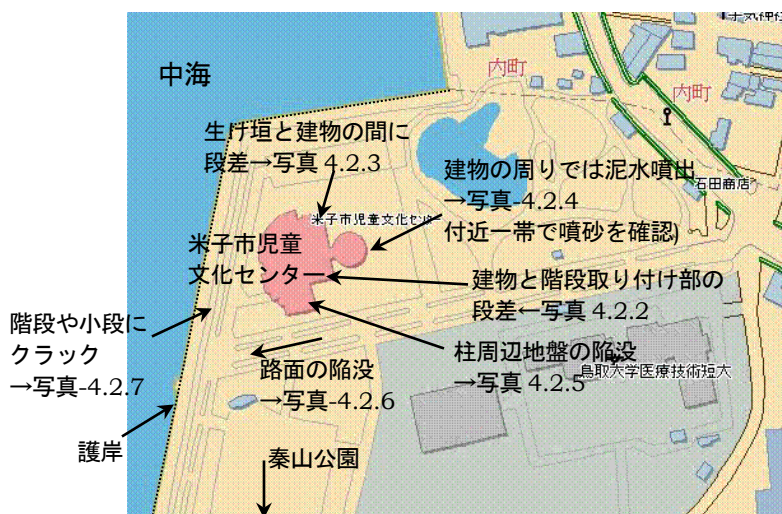 中海
内町
内町
生け垣と建物の間に
段差→写真 4.2.3
建物の周りでは泥水噴出
→写真-4.2.4
付近一帯で噴砂を確認)
石田商店
米子市児童文化センター
米子市児童
文化センター
建物と階段取り付け部の
段差←写真 4.2.2
階段や小段に
クラック
→写真-4.2.7
柱周辺地盤の陥没
→写真 4.2.5
鳥取大学医療技術短大
路面の陥没
→写真-4.2.6
護岸
秦山公園